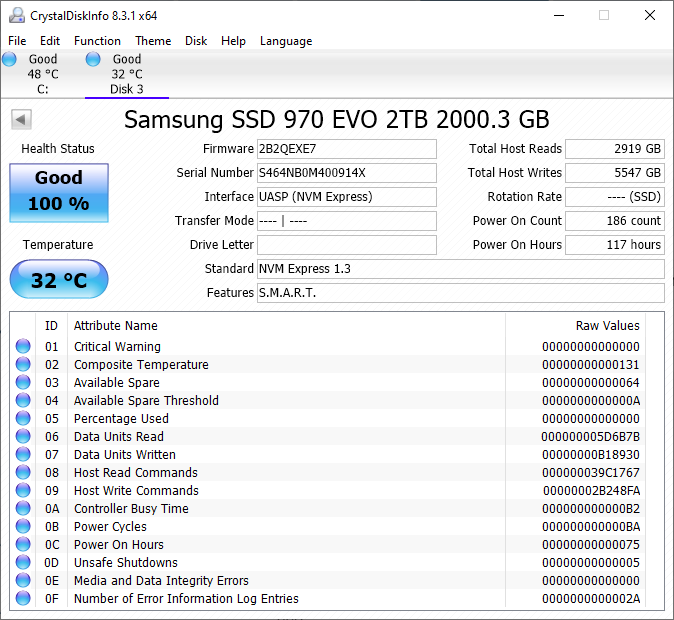 CrystalDiskInfo 8.3.1 x64
File Edit Function Theme Disk Help Language
Good Good
48 °C 32 °C
C: Disk 3
Samsung SSD 970 EVO 2TB 2000.3 GB
Health Status
Good
100 %
Temperature
32 °C
Firmware 2B2QEXE7
Serial Number S464NB0M400914X
Interface UASP (NVM Express)
Transfer Mode ---- | ----
Drive Letter
Standard NVM Express 1.3
Features S.M.A.R.T.
Total Host Reads 2919 GB
Total Host Writes 5547 GB
Rotation Rate ---- (SSD)
Power On Count 186 count
Power On Hours 117 hours
ID Attribute Name Raw Values
01 Critical Warning 00000000000000
02 Composite Temperature 00000000000131
03 Available Spare 00000000000064
04 Available Spare Threshold 0000000000000A
05 Percentage Used 00000000000000
06 Data Units Read 000000005D6B7B
07 Data Units Written 00000000B18930
08 Host Read Commands 000000039C1767
09 Host Write Commands 00000002B248FA
0A Controller Busy Time 000000000000B2
0B Power Cycles 000000000000BA
0C Power On Hours 00000000000075
0D Unsafe Shutdowns 00000000000005
0E Media and Data Integrity Errors 00000000000000
0F Number of Error Information Log Entries 0000000000002A